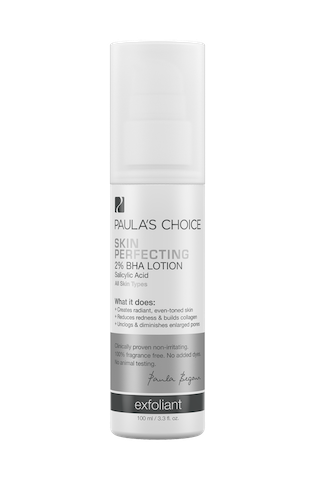 PAULA'S CHOICE
SKIN
PERFECTING
2% BHA LOTION
Salicylic Acid
All Skin Types
What it does:
• Creates radiant, even-toned skin
• Reduces redness & builds collagen
• Unclogs & diminishes enlarged pores
Clinically proven non-irritating.
100% fragrance free. No added dyes.
No animal testing.
Paula Begoun
exfoliant
100 ml / 3.3 fl. oz.